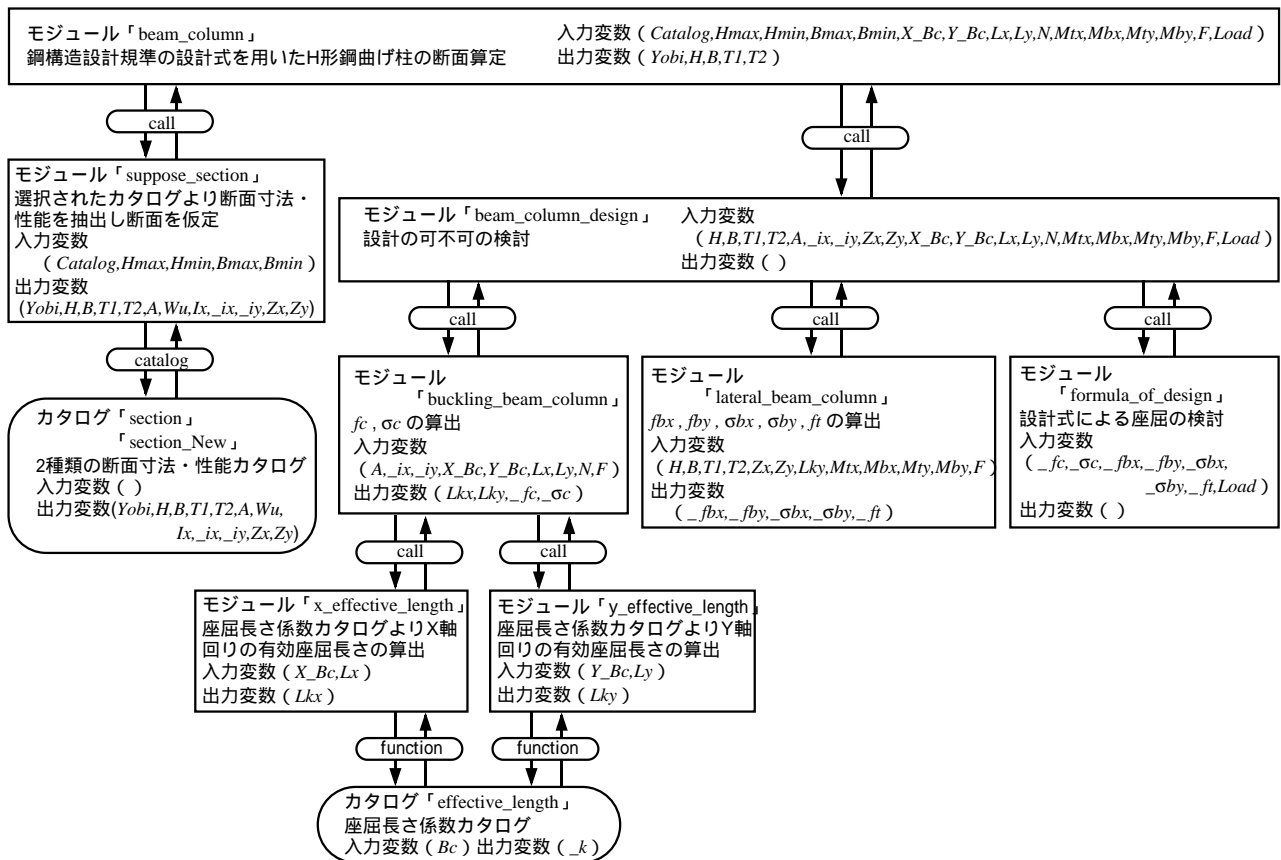 モジュール「beam_column」
鋼構造設計規準の設計式を用いたH形鋼曲げ柱の断面算定
入力変数（Catalog,Hmax,Hmin,Bmax,Bmin,X_Bc,Y_Bc,Lx,Ly,N,Mtx,Mbx,Mty,Mby,F,Load）
出力変数（Yobi,H,B,T1,T2）
call
call
モジュール「suppose_section」
選択されたカタログより断面寸法・
性能を抽出し断面を仮定
入力変数
（Catalog,Hmax,Hmin,Bmax,Bmin）
出力変数
(Yobi,H,B,T1,T2,A,Wu,Ix,_ix,_iy,Zx,Zy)
モジュール「beam_column_design」
設計の可不可の検討
入力変数
（H,B,T1,T2,A,_ix,_iy,Zx,Zy,X_Bc,Y_Bc,Lx,Ly,N,Mtx,Mbx,Mty,Mby,F,Load）
出力変数（）
catalog
call
call
call
カタログ「section」
「section_New」
2種類の断面寸法・性能カタログ
入力変数（）
出力変数(Yobi,H,B,T1,T2,A,Wu,
Ix,_ix,_iy,Zx,Zy)
モジュール
「buckling_beam_column」
fc , σc の算出
入力変数
（A,_ix,_iy,X_Bc,Y_Bc,Lx,Ly,N,F）
出力変数（Lkx,Lky,_fc,_σc）
モジュール
「lateral_beam_column」
fbx , fby , σbx , σby , ft の算出
入力変数
（H,B,T1,T2,Zx,Zy,Lky,Mtx,Mbx,Mty,Mby,F）
出力変数
（_fbx,_fby,_σbx,_σby,_ft）
モジュール
「formula_of_design」
設計式による座屈の検討
入力変数
（_fc,_σc,_fbx,_fby,_σbx,
_σby,_ft,Load）
出力変数（）
call
call
モジュール「x_effective_length」
座屈長さ係数カタログよりX軸
回りの有効座屈長さの算出
入力変数（X_Bc,Lx）
出力変数（Lkx）
モジュール「y_effective_length」
座屈長さ係数カタログよりY軸
回りの有効座屈長さの算出
入力変数（Y_Bc,Ly）
出力変数（Lky）
function
function
カタログ「effective_length」
座屈長さ係数カタログ
入力変数（Bc）出力変数（_k）